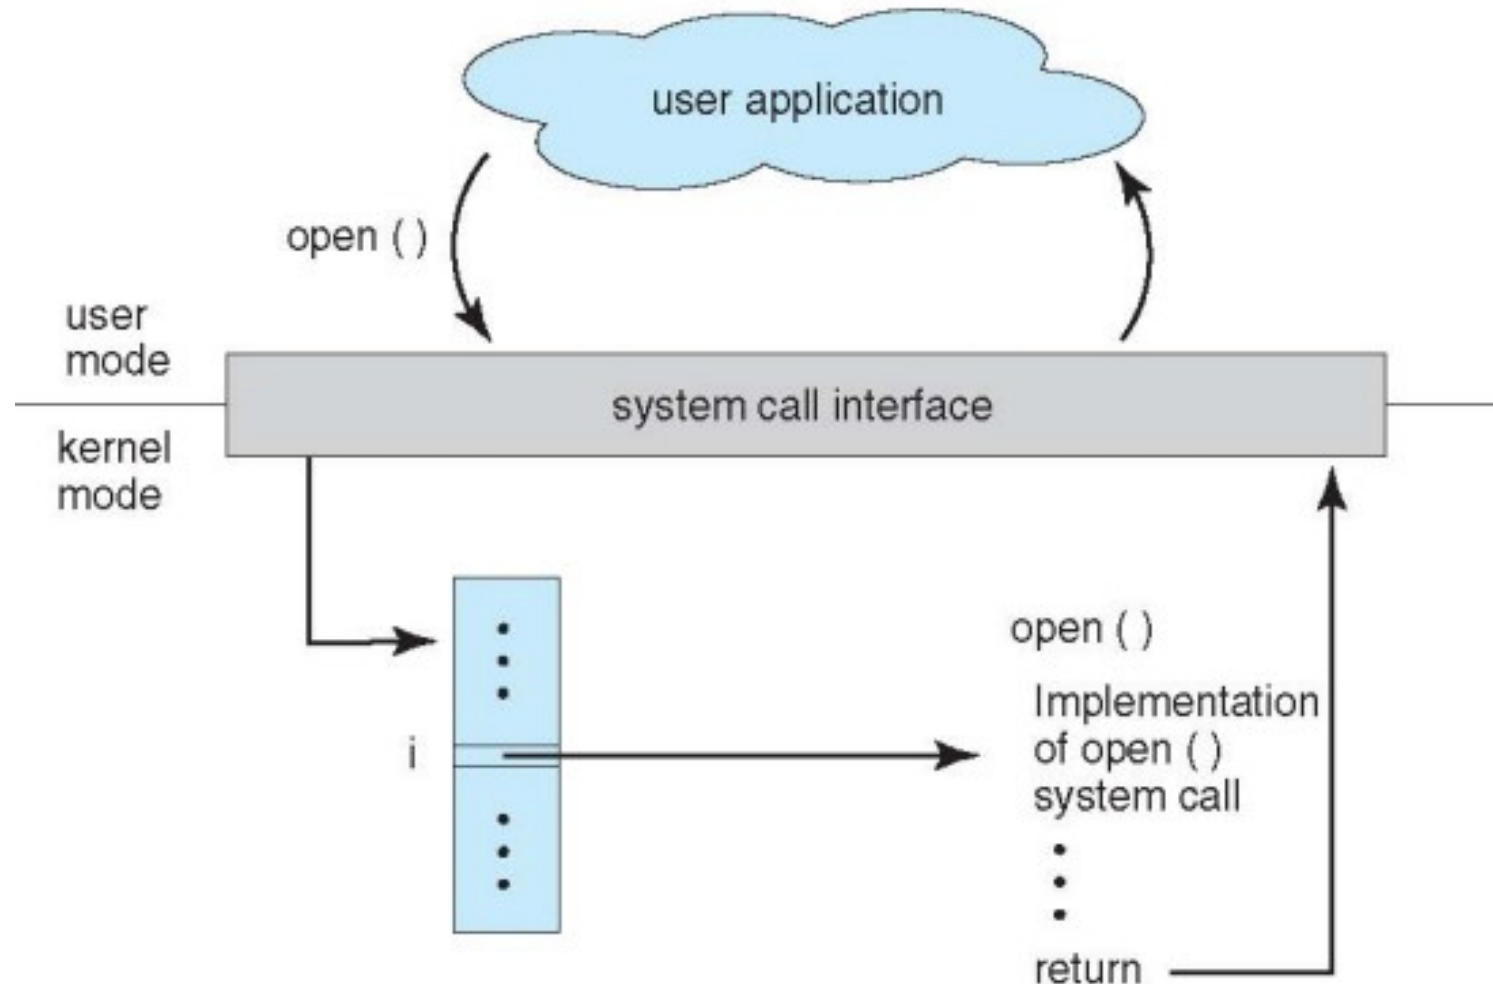 user application
open ( )
user
mode
system call interface
kernel
mode
open ( )
i
Implementation
of open ( )
system call
return